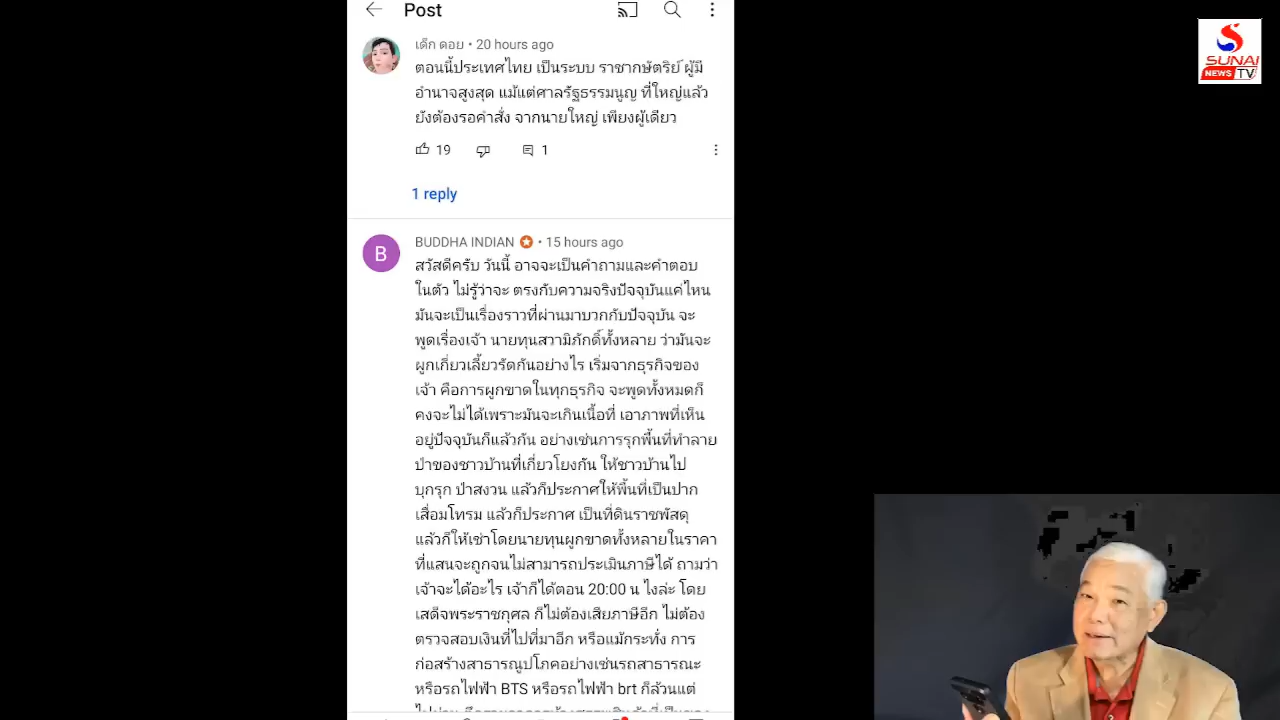 Post
SUNAI
NEWS TV
เด็ก ดอย • 20 hours ago
ตอนนี้ประเทศไทย เป็นระบบ ราชากษัตริย์ ผู้มี
อำนาจสูงสุด แม้แต่ศาลรัฐธรรมนูญ ที่ใหญ่แล้ว
ยังต้องรอคำสั่ง จากนายใหญ่ เพียงผู้เดียว
19 1
1 reply
B
BUDDHA INDIAN • 15 hours ago
สวัสดีครับ วันนี้ อาจจะเป็นคำถามและคำตอบ
ในตัว ไม่รู้ว่าจะ ตรงกับความจริงปัจจุบันแค่ไหน
มันจะเป็นเรื่องราวที่ผ่านมาบวกกับปัจจุบัน จะ
พูดเรื่องเจ้า นายทุนสวามิภักดิ์ทั้งหลาย ว่ามันจะ
ผูกเกี่ยวเลี้ยวรัดกันอย่างไร เริ่มจากธุรกิจของ
เจ้า คือการผูกขาดในทุกธุรกิจ จะพูดทั้งหมดก็
คงจะไม่ได้เพราะมันจะเกินเนื้อที่ เอาภาพที่เห็น
อยู่ปัจจุบันก็แล้วกัน อย่างเช่นการรุกพื้นที่ทำลาย
ป่าของชาวบ้านที่เกี่ยวโยงกัน ให้ชาวบ้านไป
บุกรุก ป่าสงวน แล้วก็ประกาศให้พื้นที่เป็นปาก
เสื่อมโทรม แล้วก็ประกาศ เป็นที่ดินราชพัสดุ
แล้วก็ให้เช่าโดยนายทุนผูกขาดทั้งหลายในราคา
ที่แสนจะถูกจนไม่สามารถประเมินภาษีได้ ถามว่า
เจ้าจะได้อะไร เจ้าก็ได้ตอน 20:00 น ไงล่ะ โดย
เสด็จพระราชกุศล ก็ไม่ต้องเสียภาษีอีก ไม่ต้อง
ตรวจสอบเงินที่ไปที่มาอีก หรือแม้กระทั่ง การ
ก่อสร้างสาธารณูปโภคอย่างเช่นรถสาธารณะ
หรือรถไฟฟ้า BTS หรือรถไฟฟ้า brt ก็ล้วนแต่